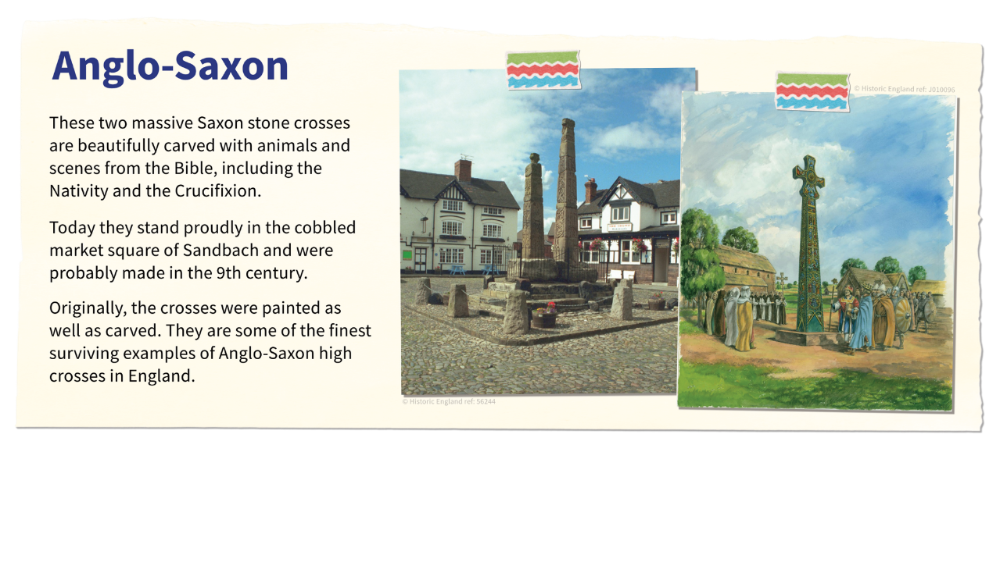 Anglo-Saxon
These two massive Saxon stone crosses
are beautifully carved with animals and
scenes from the Bible, including the
Nativity and the Crucifixion.
Today they stand proudly in the cobbled
market square of Sandbach and were
probably made in the 9th century.
Originally, the crosses were painted as
well as carved. They are some of the finest
surviving examples of Anglo-Saxon high
crosses in England.
© Historic England ref: 56244
© Historic England ref: J010096